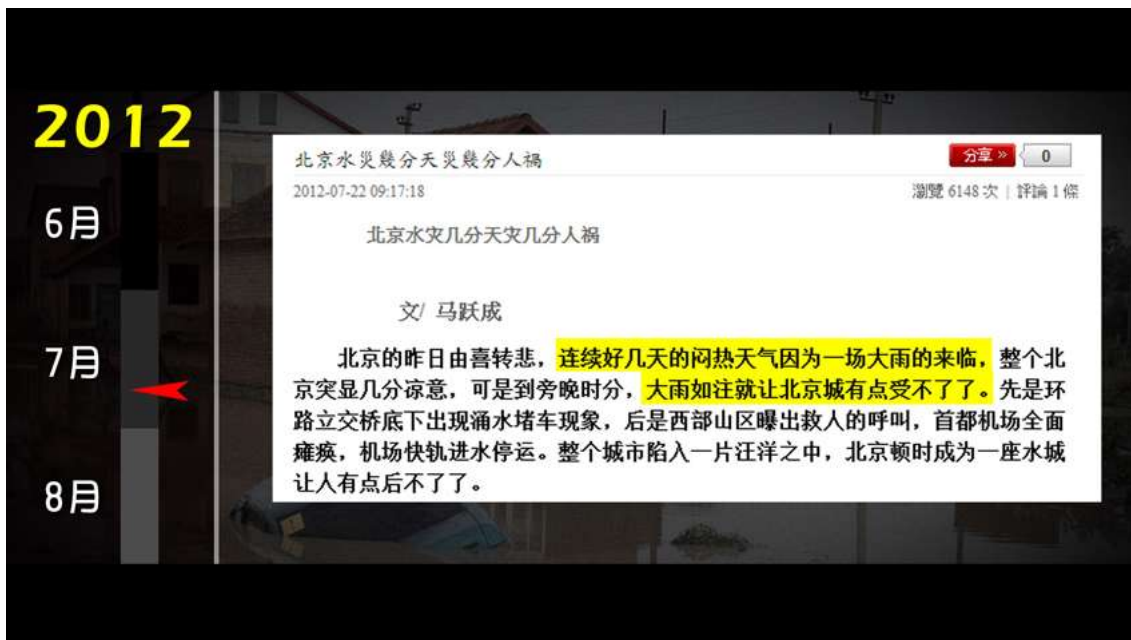 2012
6月
7月
8月
北京水災幾分天災幾分人禍
分享 »
0
2012-07-22 09:17:18
瀏覽 6148 次 | 評論 1 條
北京水灾几分天灾几分人祸
文/ 马跃成
北京的昨日由喜转悲，连续好几天的闷热天气因为一场大雨的来临，整个北
京突显几分凉意，可是到旁晚时分，大雨如注就让北京城有点受不了了。先是环
路立交桥底下出现涌水堵车现象，后是西部山区曝出救人的呼叫，首都机场全面
瘫痪，机场快轨进水停运。整个城市陷入一片汪洋之中，北京顿时成为一座水城
让人有点后不了了。